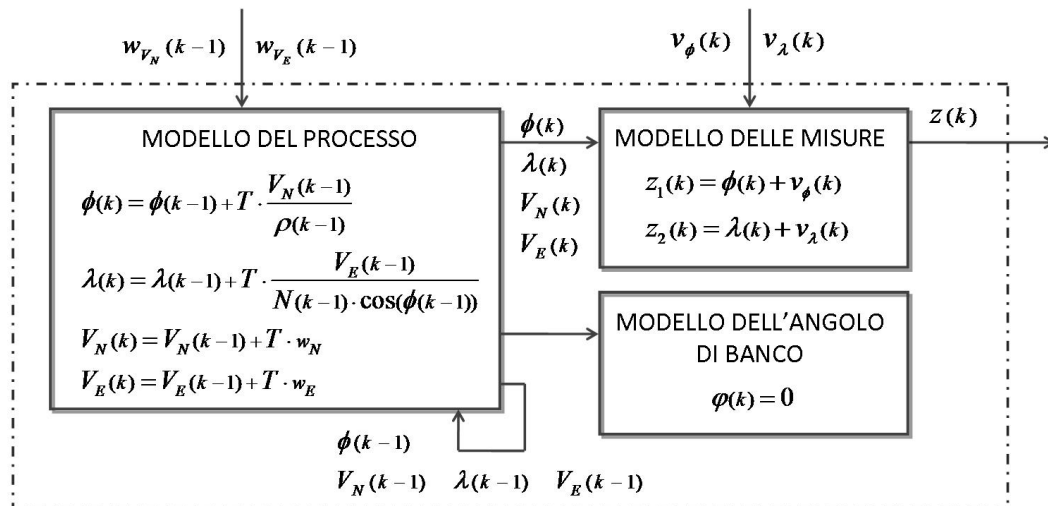 w_{V_N}(k-1) w_{V_E}(k-1)
v_ϕ(k) v_λ(k)
MODELLO DEL PROCESSO
ϕ(k)=ϕ(k-1)+T·\frac{V_N(k-1)}{ρ(k-1)}
λ(k)=λ(k-1)+T·\frac{V_E(k-1)}{N(k-1)·cos(ϕ(k-1))}
V_N(k)=V_N(k-1)+T·w_N
V_E(k)=V_E(k-1)+T·w_E
ϕ(k)
λ(k)
V_N(k)
V_E(k)
MODELLO DELLE MISURE
z_1(k)=ϕ(k)+v_ϕ(k)
z_2(k)=λ(k)+v_λ(k)
z(k)
MODELLO DELL'ANGOLO
DI BANCO
φ(k)=0
ϕ(k-1)
V_N(k-1) λ(k-1) V_E(k-1)